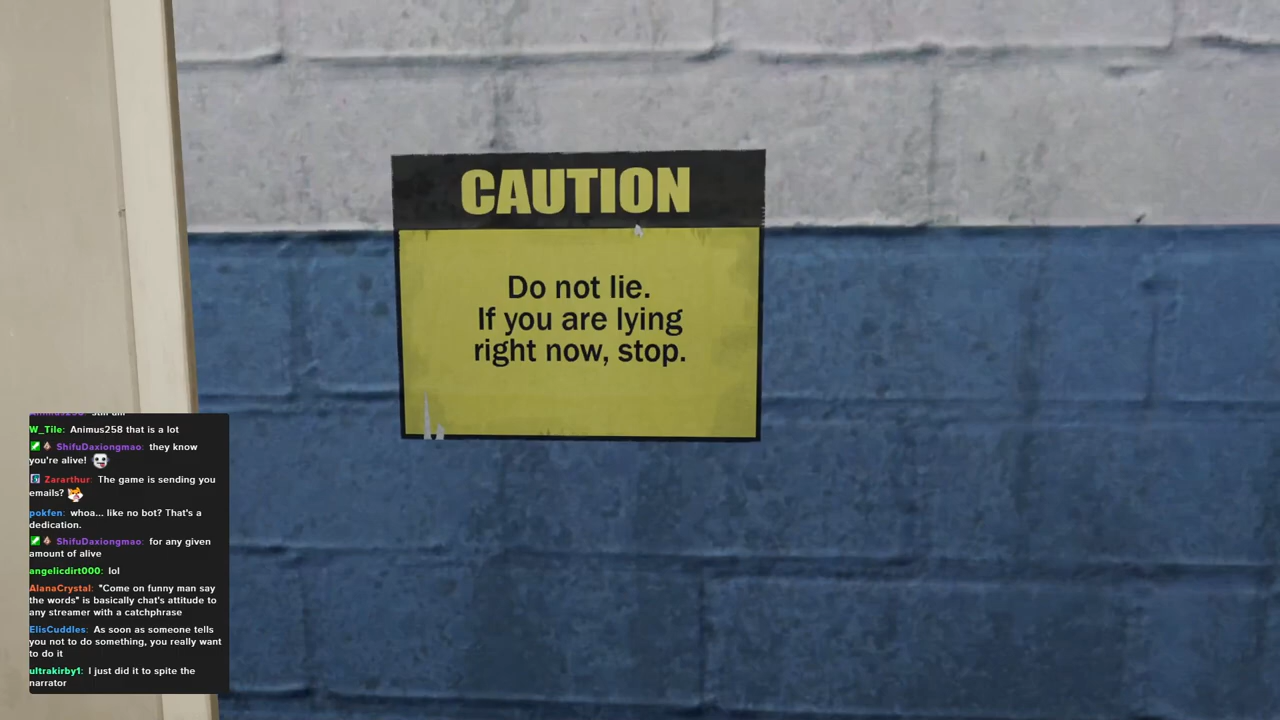 CAUTION
Do not lie.
If you are lying
right now, stop.
W_Tile: Animus258 that is a lot
ShifuDaxiongmao: they know
you're alive!
Zararthur: The game is sending you
emails?
pokfen: whoa... like no bot? That's a
dedication.
ShifuDaxiongmao: for any given
amount of alive
angelicdirt000: lol
AlanaCrystal: "Come on funny man say
the words" is basically chat's attitude to
any streamer with a catchphrase
ElisCuddles: As soon as someone tells
you not to do something, you really want
to do it
ultrakirby1: I just did it to spite the
narrator